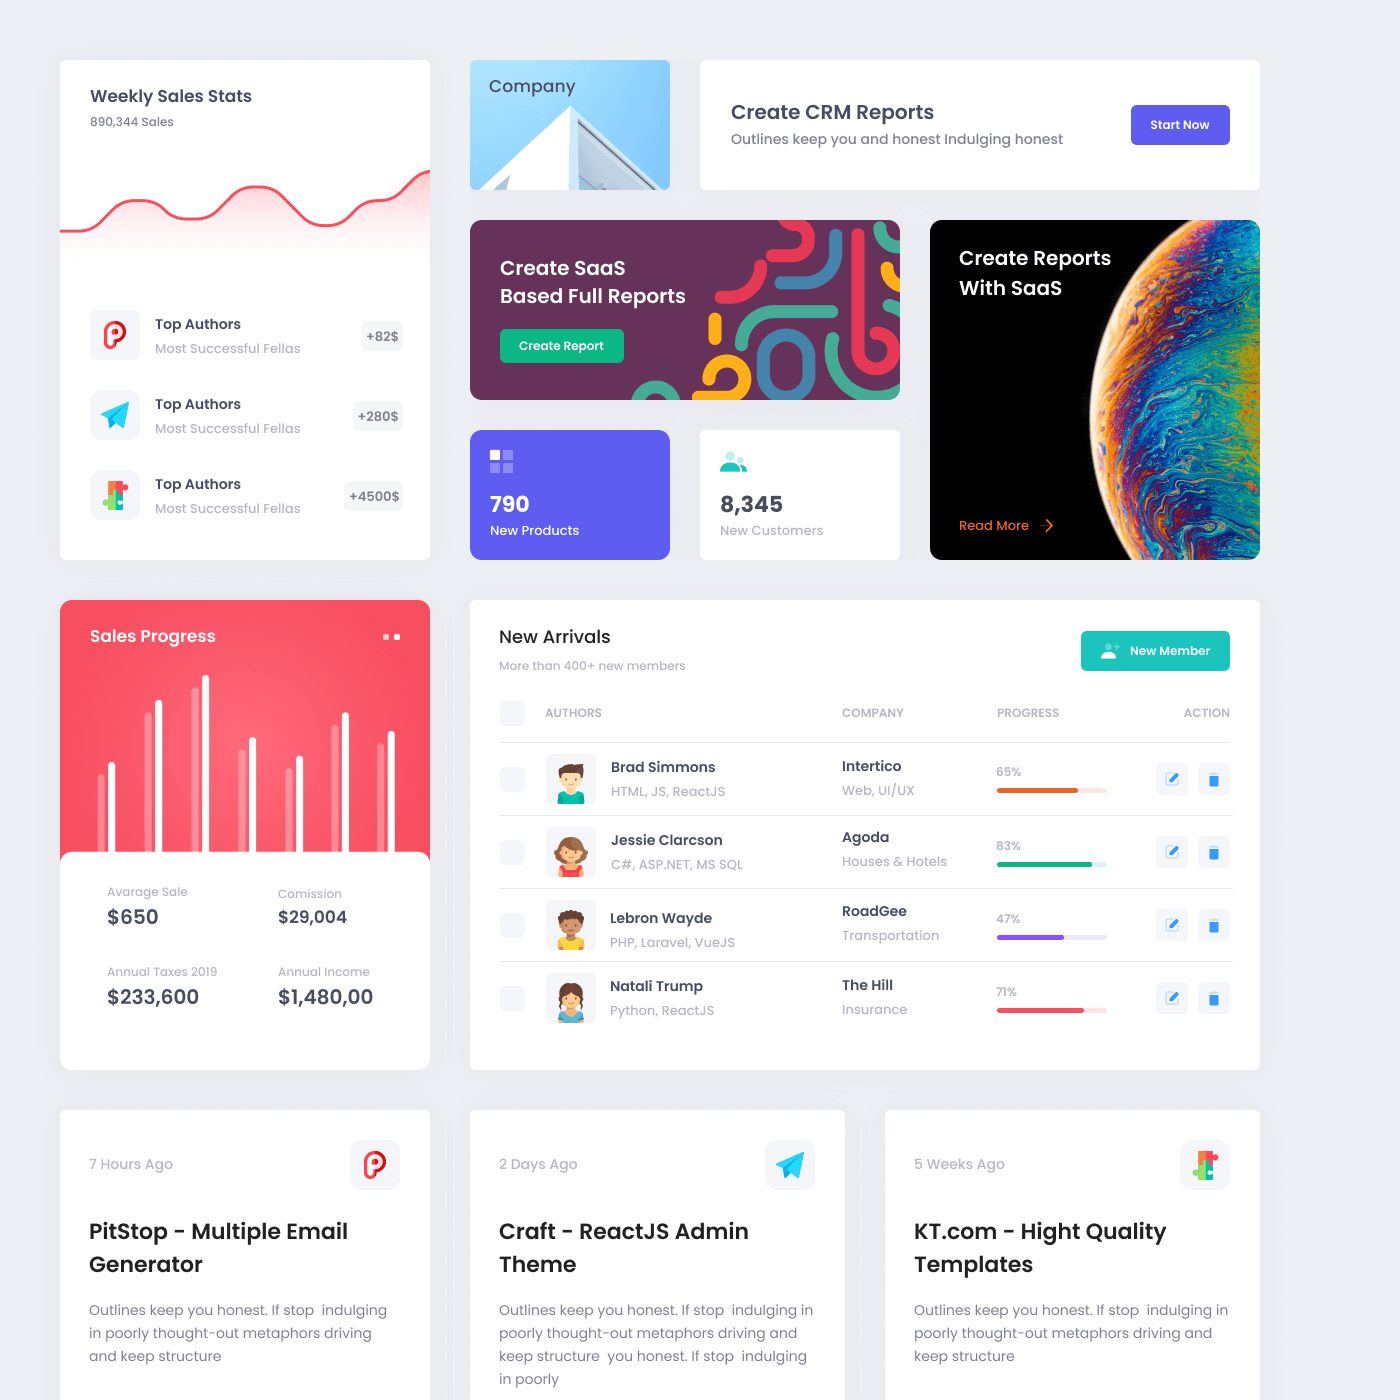 Weekly Sales Stats
890,344 Sales
Top Authors
Most Successful Fellas
+82$
Top Authors
Most Successful Fellas
+280$
Top Authors
Most Successful Fellas
+4500$
Company
Create CRM Reports
Outlines keep you and honest Indulging honest
Start Now
Create SaaS
Based Full Reports
Create Report
Create Reports
With SaaS
Read More
790
New Products
8,345
New Customers
Sales Progress
Avarage Sale
$650
Comission
$29,004
Annual Taxes 2019
$233,600
Annual Income
$1,480,00
New Arrivals
More than 400+ new members
New Member
AUTHORS COMPANY PROGRESS ACTION
Brad Simmons
HTML, JS, ReactJS
Intertico
Web, UI/UX
65%
Jessie Clarcson
C#, ASP.NET, MS SQL
Agoda
Houses & Hotels
83%
Lebron Wayde
PHP, Laravel, VueJS
RoadGee
Transportation
47%
Natali Trump
Python, ReactJS
The Hill
Insurance
71%
7 Hours Ago
PitStop - Multiple Email
Generator
Outlines keep you honest. If stop  indulging
in poorly thought-out metaphors driving
and keep structure
2 Days Ago
Craft - ReactJS Admin
Theme
Outlines keep you honest. If stop  indulging in
poorly thought-out metaphors driving and
keep structure  you honest. If stop  indulging
in poorly
5 Weeks Ago
KT.com - Hight Quality
Templates
Outlines keep you honest. If stop  indulging in
poorly thought-out metaphors driving and
keep structure